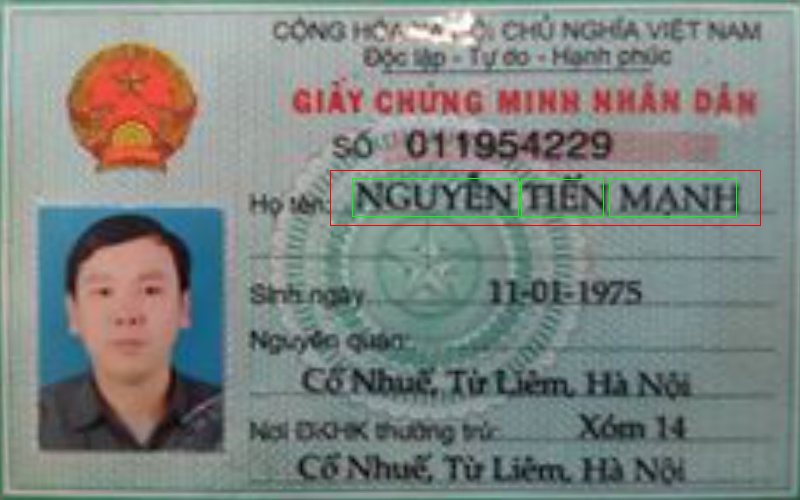 CỘNG HÒA XÃ HỘI CHỦ NGHĨA VIỆT NAM
Độc lập - Tự do - Hạnh phúc
GIẤY CHỨNG MINH NHÂN DÂN
SỐ 011954229
Họ tên: NGUYỄN TIẾN MẠNH
Sinh ngày 11-01-1975
Nguyên quán:
Cổ Nhuế, Từ Liêm, Hà Nội
Nơi ĐKHK thường trú: Xóm 14
Cổ Nhuế, Từ Liêm, Hà Nội